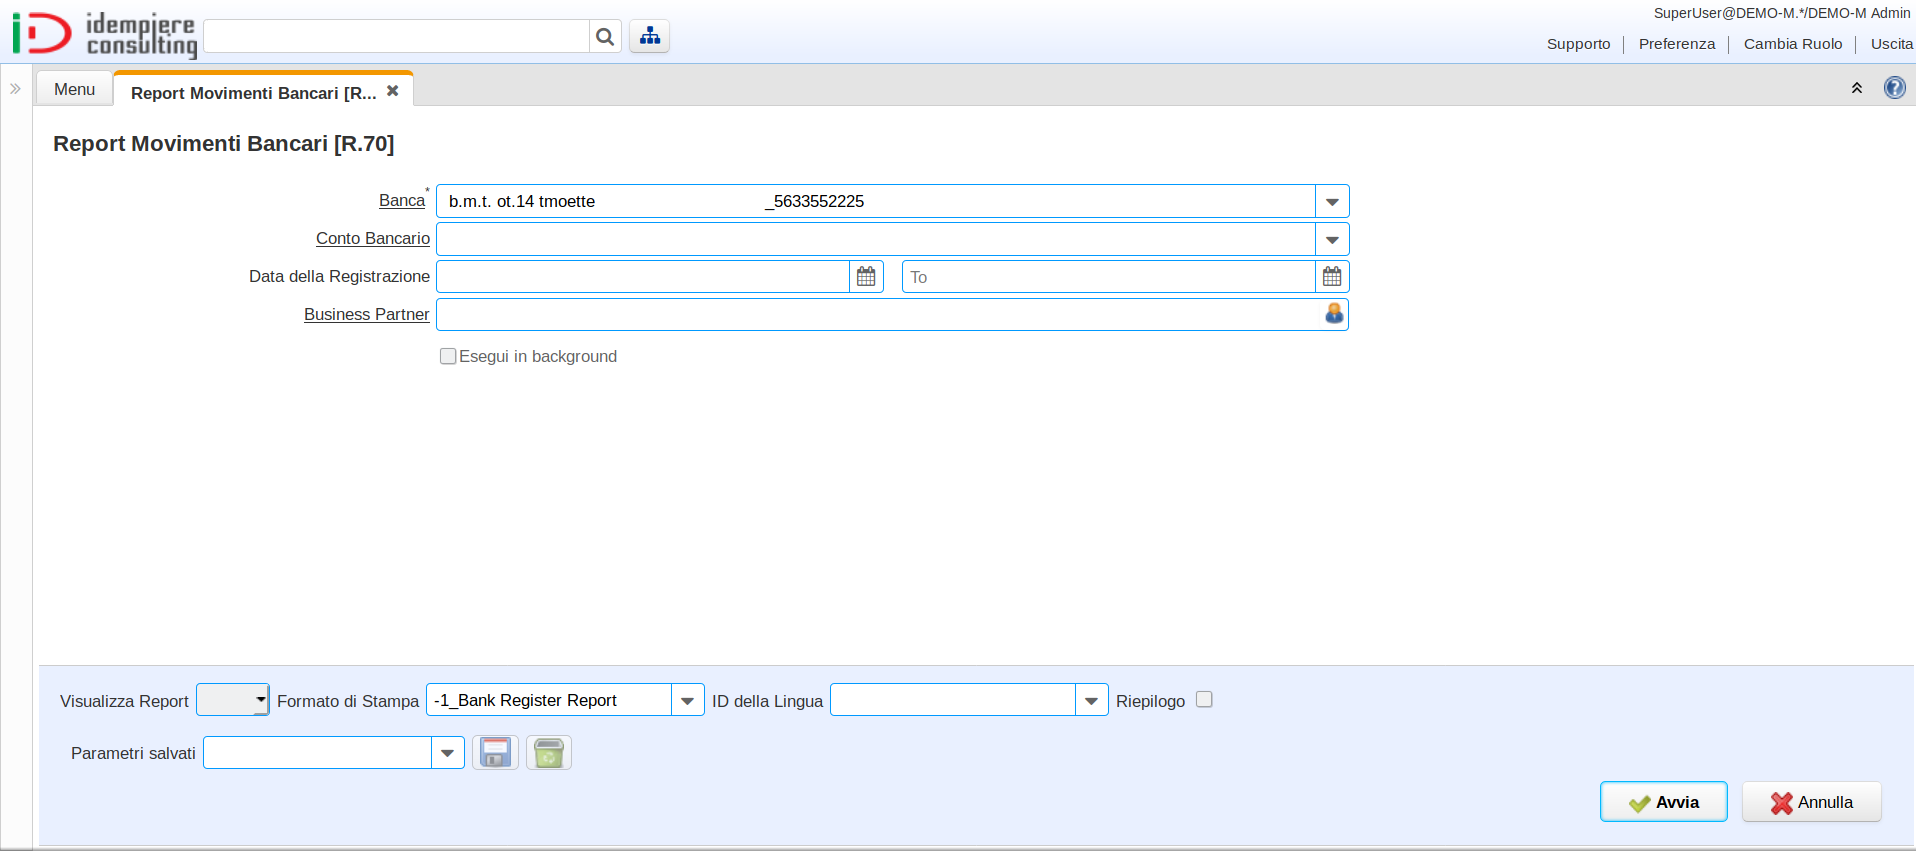 idempiere
consulting
SuperUser@DEMO-M.*/DEMO-M Admin
Supporto Preferenza Cambia Ruolo Uscita
» Menu Report Movimenti Bancari [R...
Report Movimenti Bancari [R.70]
Banca* b.m.t. ot.14 tmoette _5633552225
Conto Bancario
Data della Registrazione To
Business Partner
Esegui in background
Visualizza Report Formato di Stampa -1_Bank Register Report ID della Lingua Riepilogo
Parametri salvati
Avvia Annulla